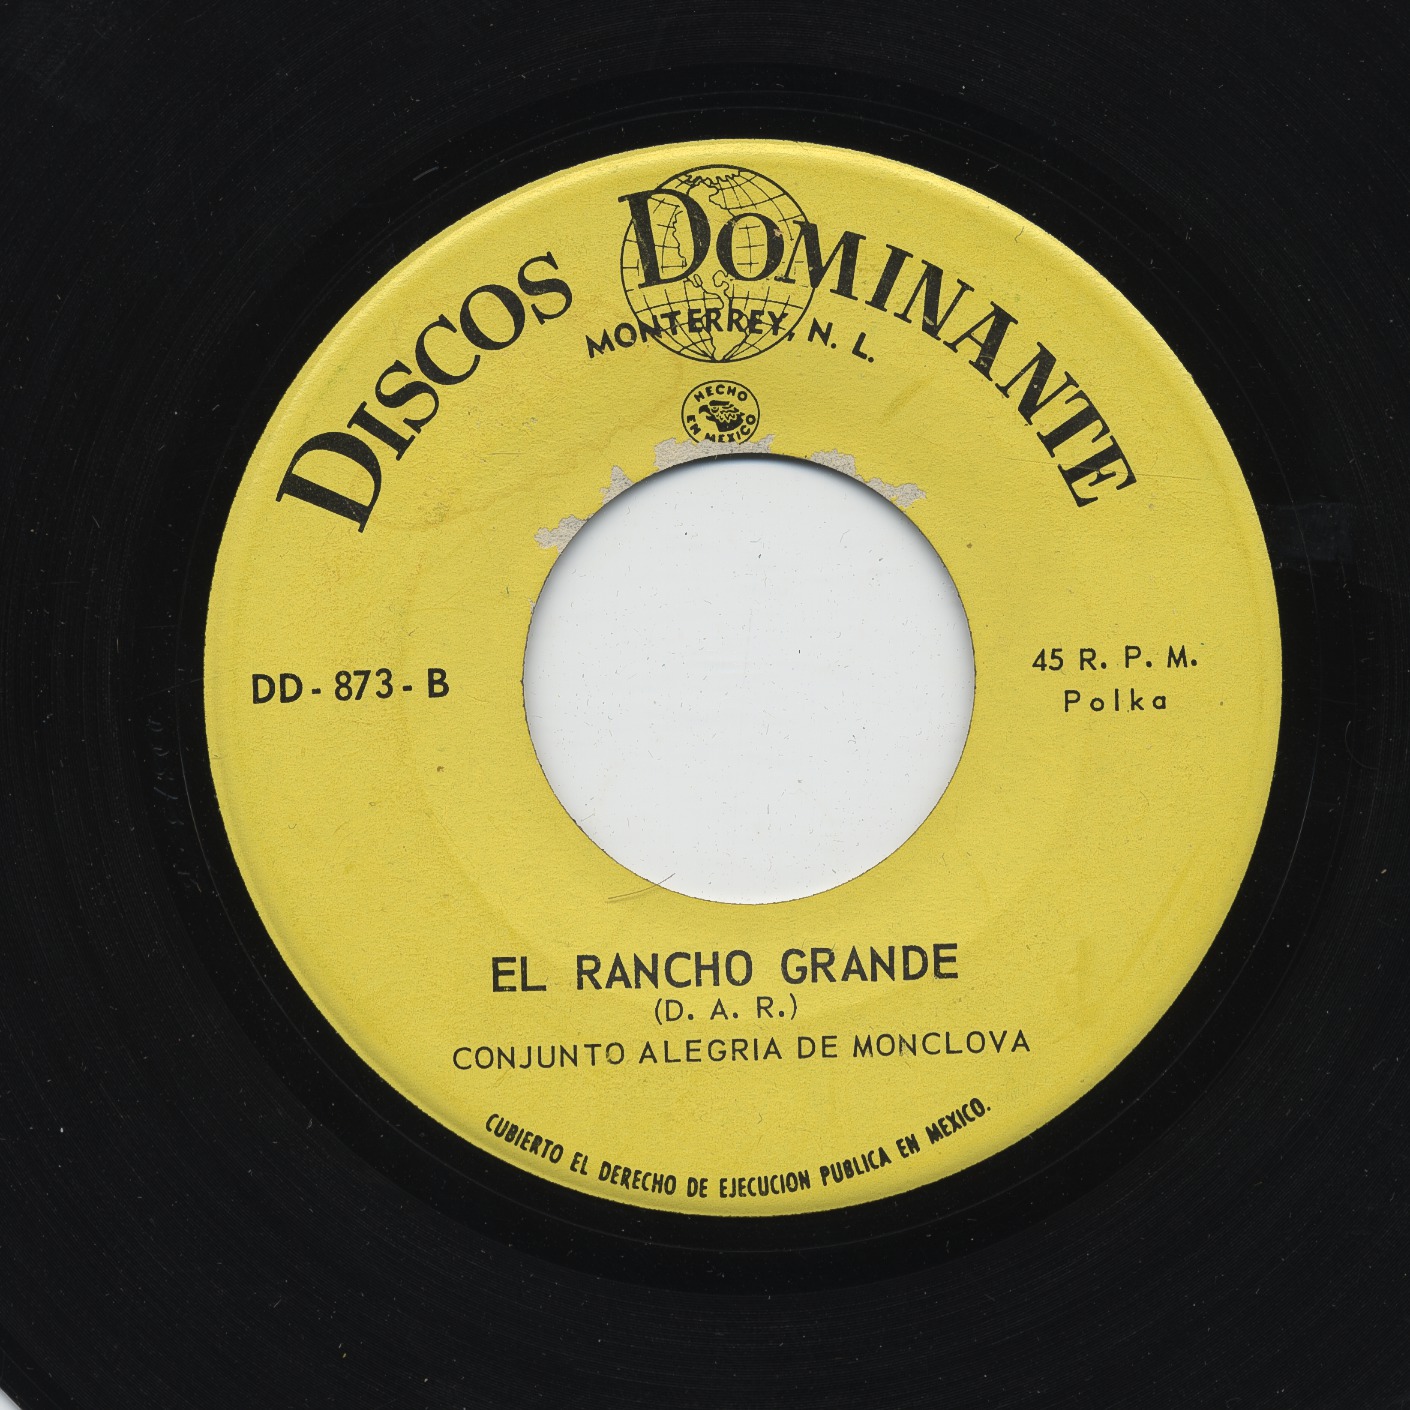 DISCOS DOMINANTE
MONTERREY, N. L.
HECHO
EN MEXICO
DD - 873 - B
45 R. P. M.
Polka
EL RANCHO GRANDE
(D. A. R.)
CONJUNTO ALEGRIA DE MONCLOVA
CUBIERTO EL DERECHO DE EJECUCION PUBLICA EN MEXICO.